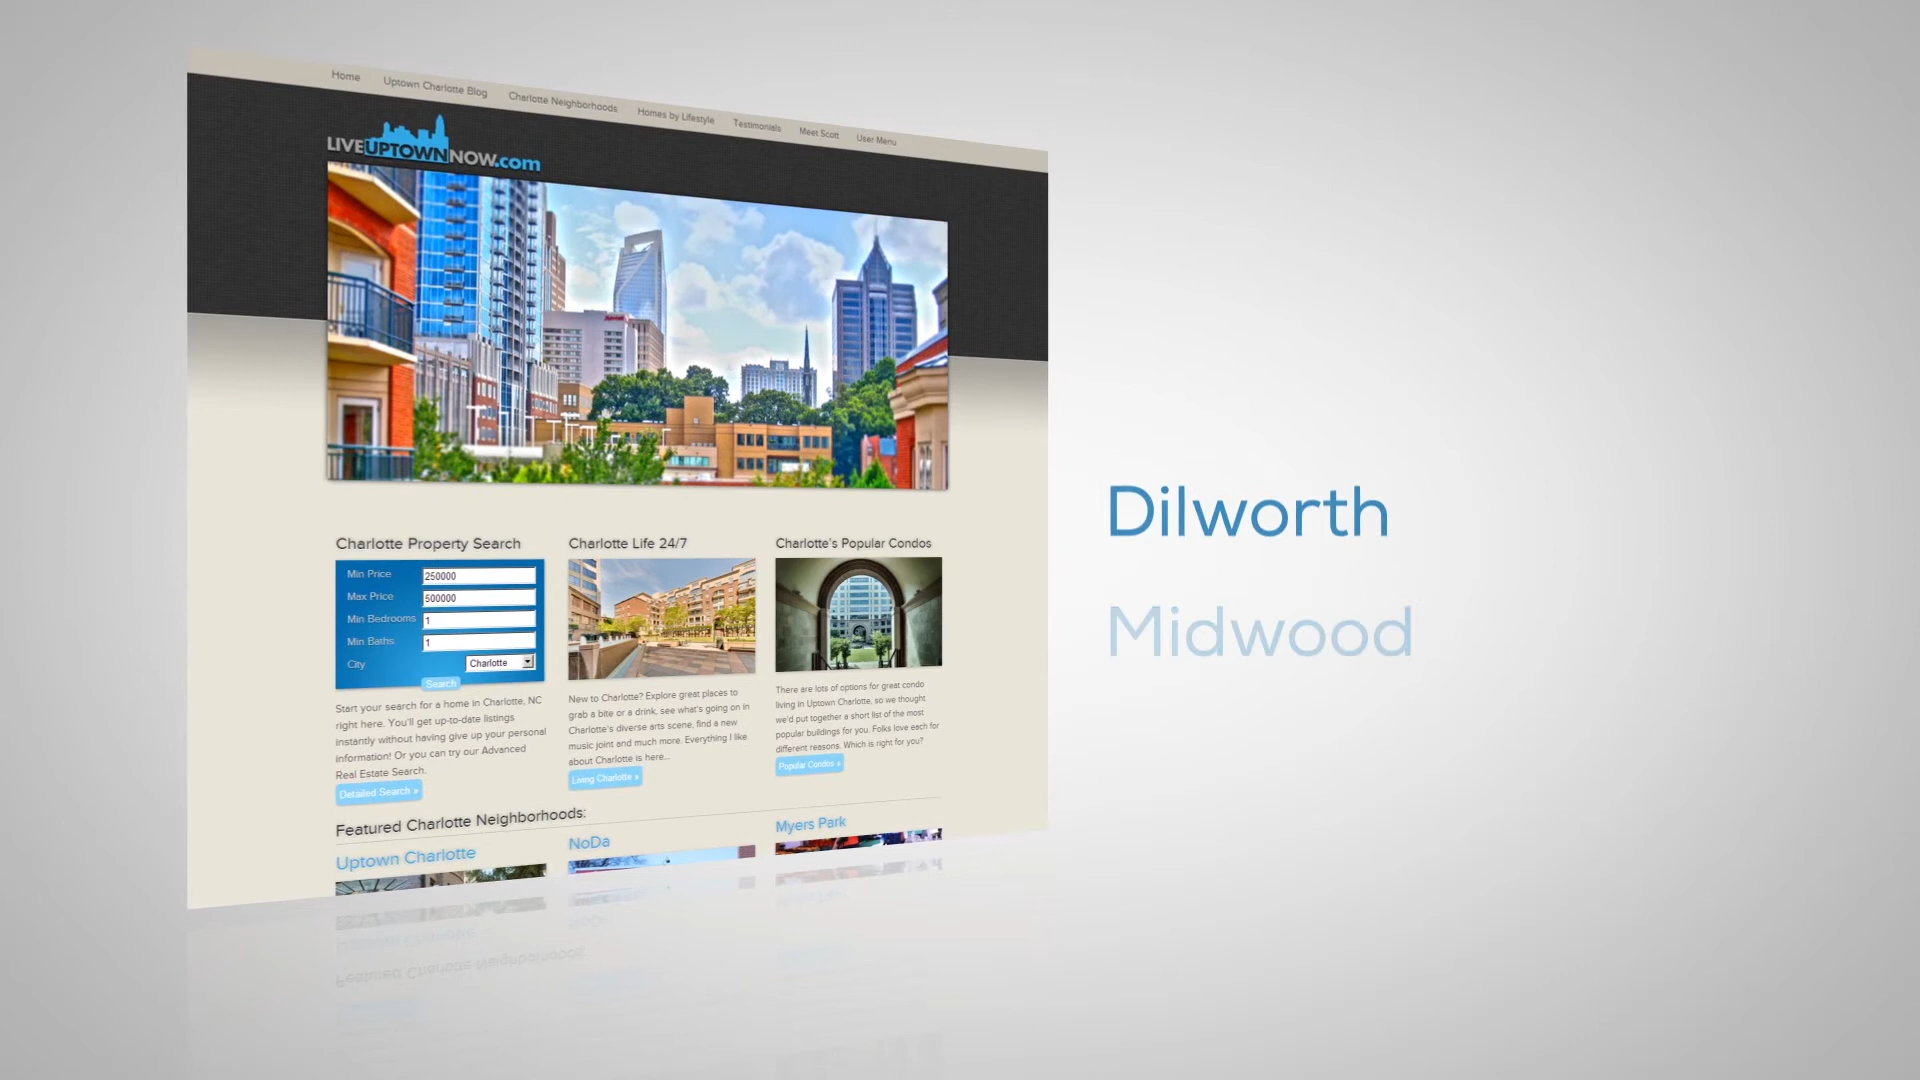 Home
Uptown Charlotte Blog
Charlotte Neighborhoods
Homes by Lifestyle
Testimonials
Meet Scott
User Menu
LIVEUPTOWNNOW.com
Marriott
Charlotte Property Search
Min Price
250000
Max Price
500000
Min Bedrooms
1
Min Baths
1
City
Charlotte
Search
Start your search for a home in Charlotte, NC
right here. You'll get up-to-date listings
instantly without having give up your personal
information! Or you can try our Advanced
Real Estate Search.
Detailed Search »
Charlotte Life 24/7
New to Charlotte? Explore great places to
grab a bite or a drink, see what's going on in
Charlotte's diverse arts scene, find a new
music joint and much more. Everything I like
about Charlotte is here...
Living Charlotte »
Charlotte's Popular Condos
There are lots of options for great condo
living in Uptown Charlotte, so we thought
we'd put together a short list of the most
popular buildings for you. Folks love each for
different reasons. Which is right for you?
Popular Condos »
Featured Charlotte Neighborhoods:
Uptown Charlotte
NoDa
Myers Park
Dilworth
Midwood